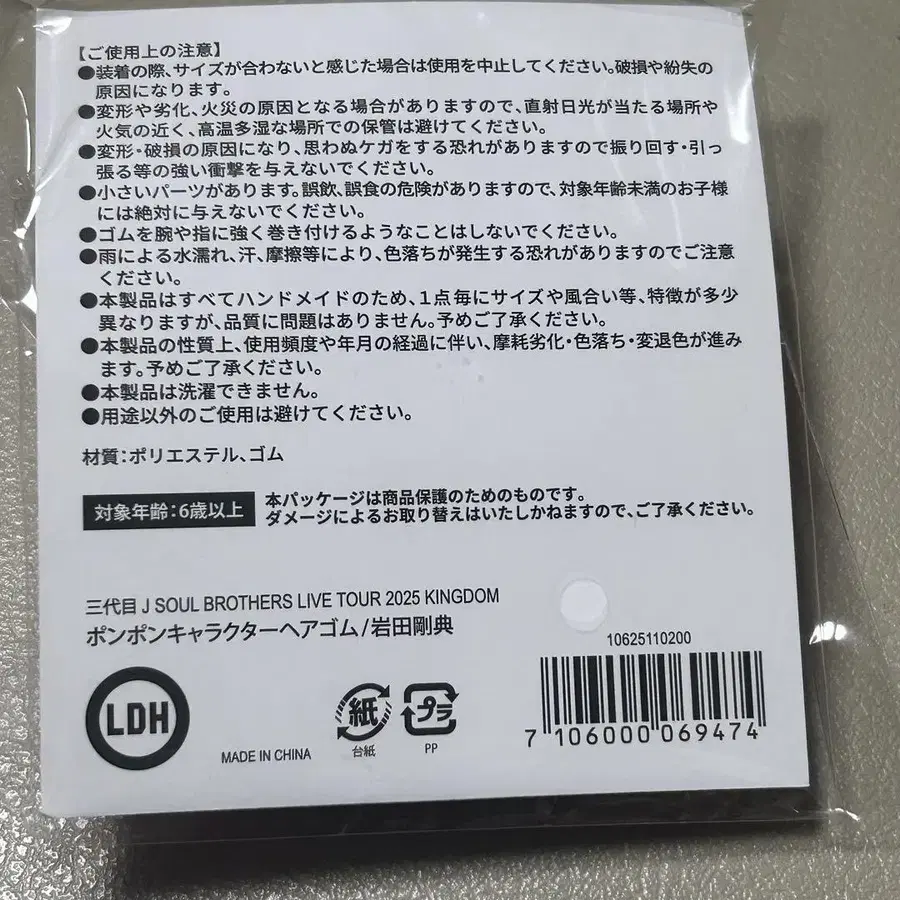 【ご使用上の注意】
●装着の際、サイズが合わないと感じた場合は使用を中止してください。破損や紛失の
原因になります。
●変形や劣化、火災の原因となる場合がありますので、直射日光が当たる場所や
火気の近く、高温多湿な場所での保管は避けてください。
●変形・破損の原因になり、思わぬケガをする恐れがありますので振り回す・引っ
張る等の強い衝撃を与えないでください。
●小さいパーツがあります。誤飲、誤食の危険がありますので、対象年齢未満のお子様
には絶対に与えないでください。
●ゴムを腕や指に強く巻き付けるようなことはしないでください。
●雨による水濡れ、汗、摩擦等により、色落ちが発生する恐れがありますのでご注意
ください。
●本製品はすべてハンドメイドのため、1点毎にサイズや風合い等、特徴が多少
異なりますが、品質に問題はありません。予めご了承ください。
●本製品の性質上、使用頻度や年月の経過に伴い、摩耗劣化・色落ち・変退色が進み
ます。予めご了承ください。
●本製品は洗濯できません。
●用途以外のご使用は避けてください。
材質:ポリエステル、ゴム
対象年齢:6歳以上
本パッケージは商品保護のためのものです。
ダメージによるお取り替えはいたしかねますので、ご了承ください。
三代目 J SOUL BROTHERS LIVE TOUR 2025 KINGDOM
ポンポンキャラクターヘアゴム/岩田剛典
10625110200
LDH
MADE IN CHINA
紙
台紙
プラ
PP
7 106000 069474